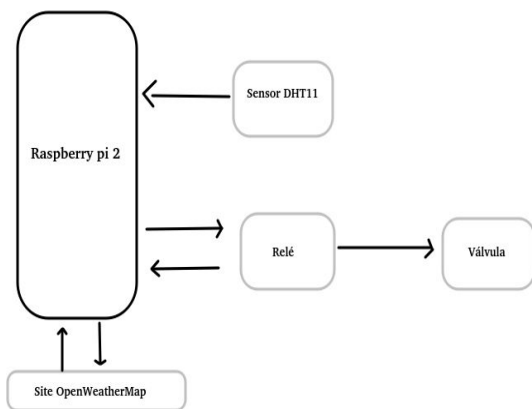 Sensor DHT11
Raspberry pi 2
Relé
Válvula
Site OpenWeatherMap